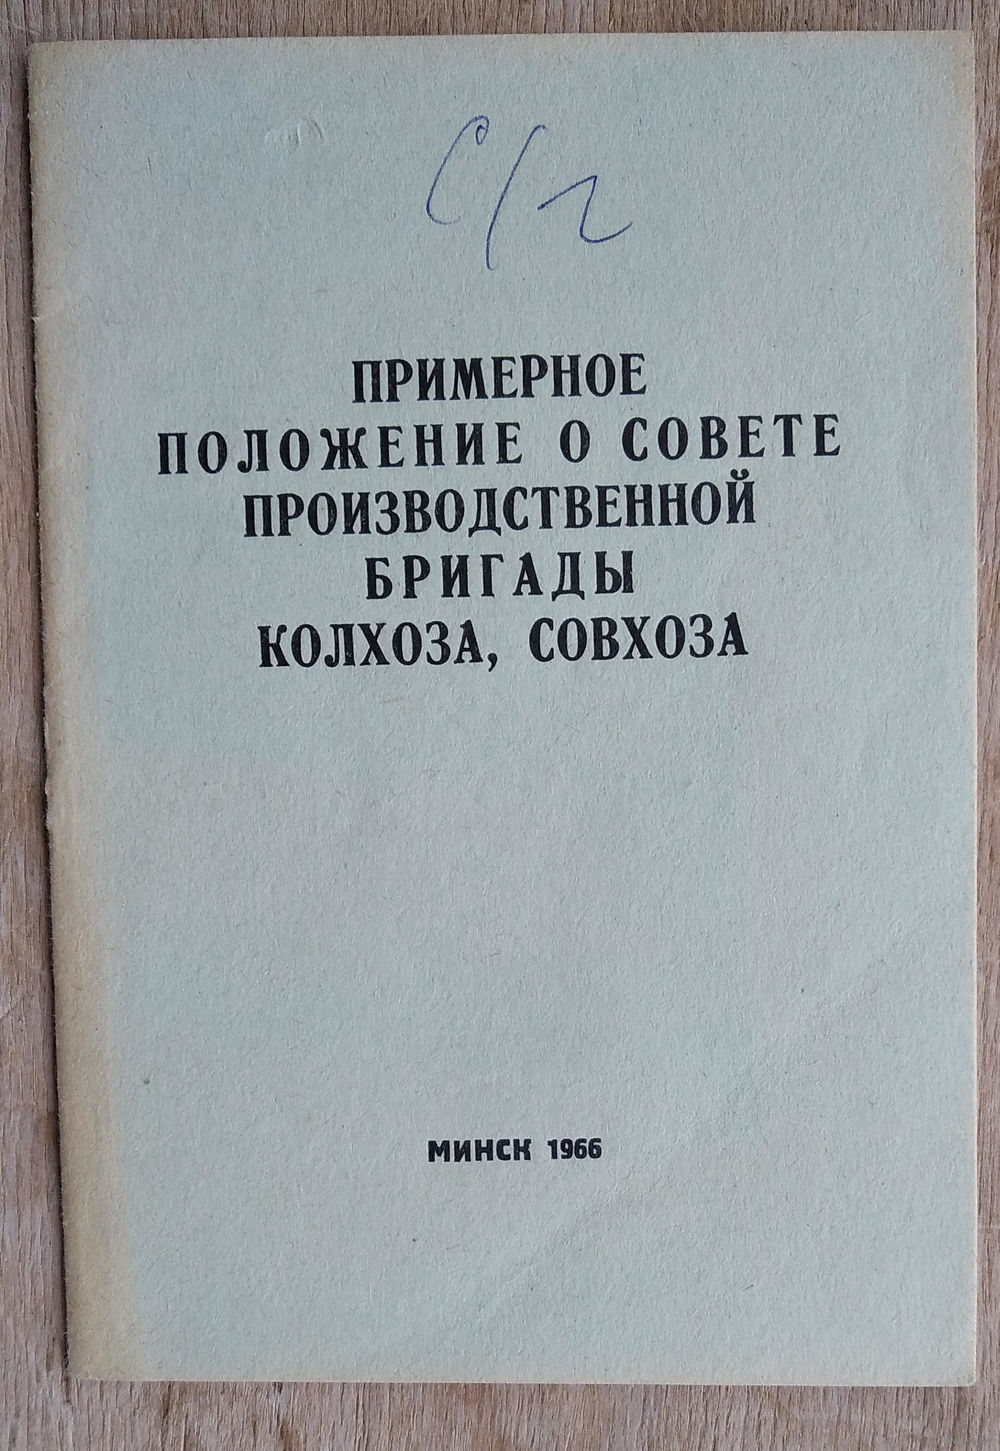 С/г
ПРИМЕРНОЕ
ПОЛОЖЕНИЕ О СОВЕТЕ
ПРОИЗВОДСТВЕННОЙ
БРИГАДЫ
КОЛХОЗА, СОВХОЗА
МИНСК 1966